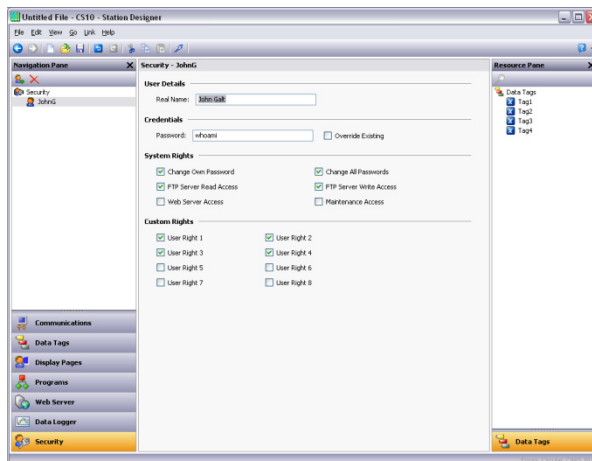 Untitled File - CS10 - Station Designer
File Edit View Go Link Help
Navigation Pane
Security
JohnG
Communications
Data Tags
Display Pages
Programs
Web Server
Data Logger
Security
Security - JohnG
User Details
Real Name: John Galt
Credentials
Password: whoami Override Existing
System Rights
Change Own Password Change All Passwords
FTP Server Read Access FTP Server Write Access
Web Server Access Maintenance Access
Custom Rights
User Right 1 User Right 2
User Right 3 User Right 4
User Right 5 User Right 6
User Right 7 User Right 8
Resource Pane
Data Tags
Tag1
Tag2
Tag3
Tag4
Data Tags